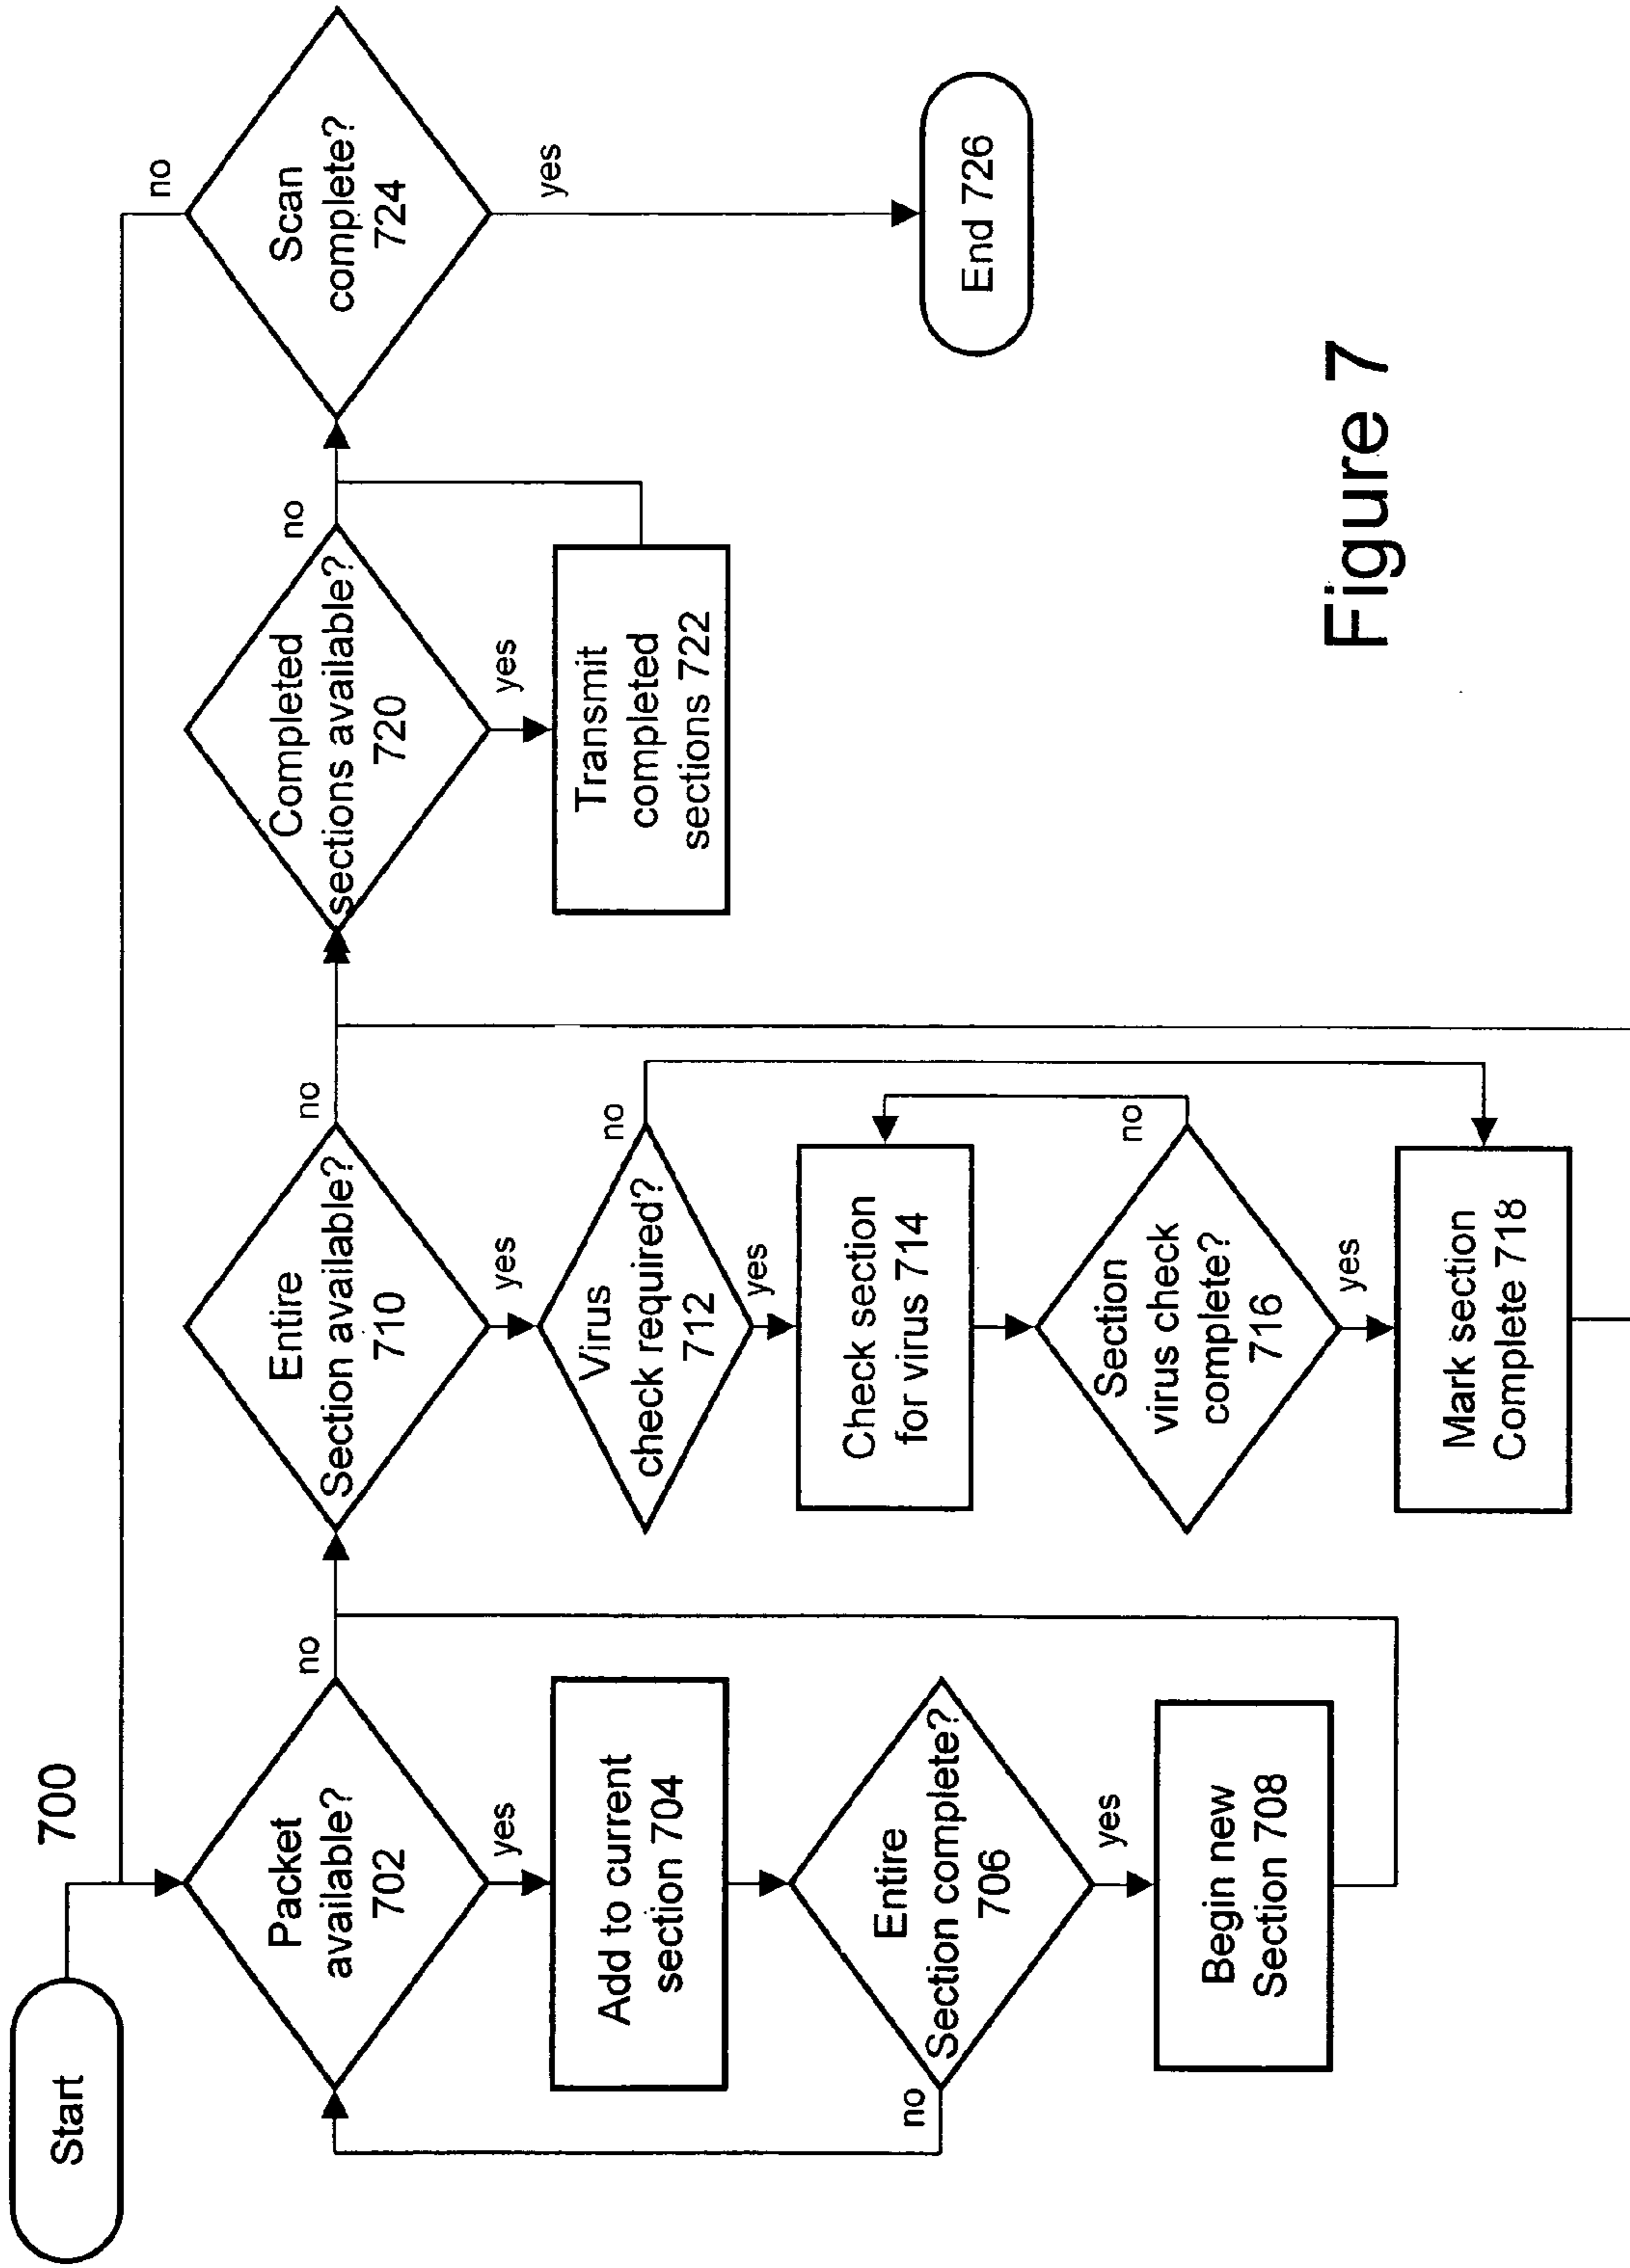 700
Start
Packet
available?
702
no
yes
Add to current
section 704
Entire
Section complete?
706
no
yes
Begin new
Section 708
Entire
Section available?
710
no
yes
Virus
check required?
712
no
yes
Check section
for virus 714
Section
virus check
complete?
716
no
yes
Mark section
Complete 718
Completed
sections available?
720
no
yes
Transmit
completed
sections 722
Scan
complete?
724
no
yes
End 726
Figure 7